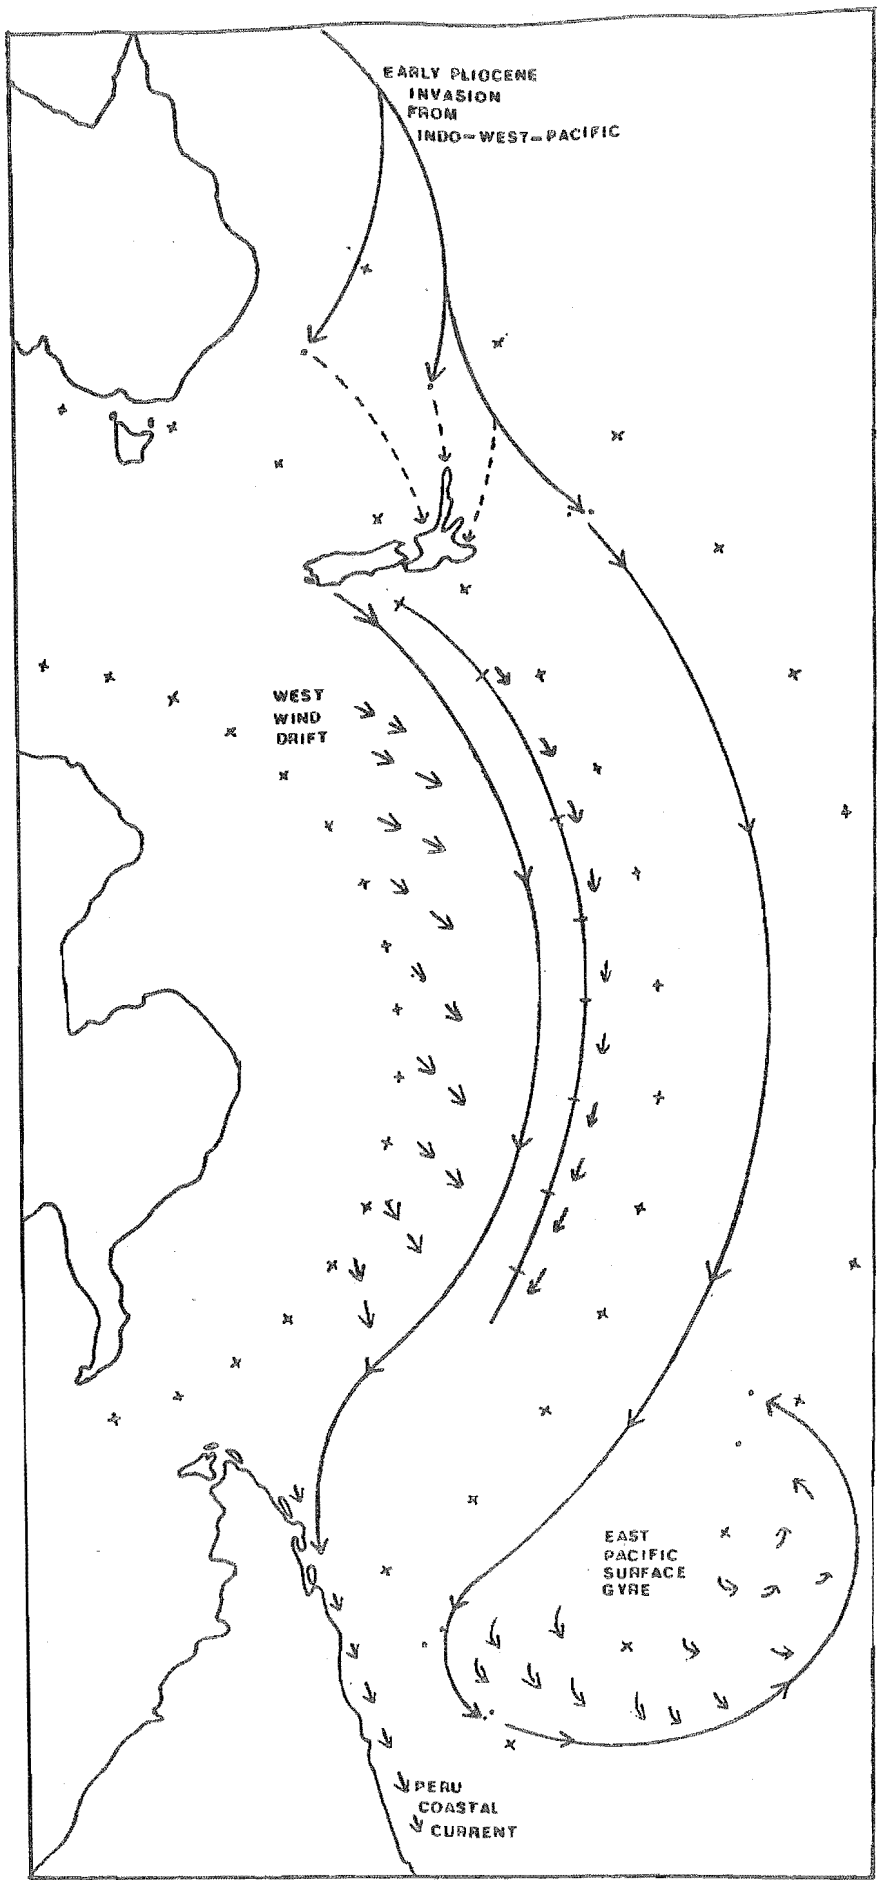 EARLY PLIOCENE
INVASION
FROM
INDO-WEST-PACIFIC
WEST
WIND
DRIFT
EAST
PACIFIC
SURFACE
GYRE
PERU
COASTAL
CURRENT